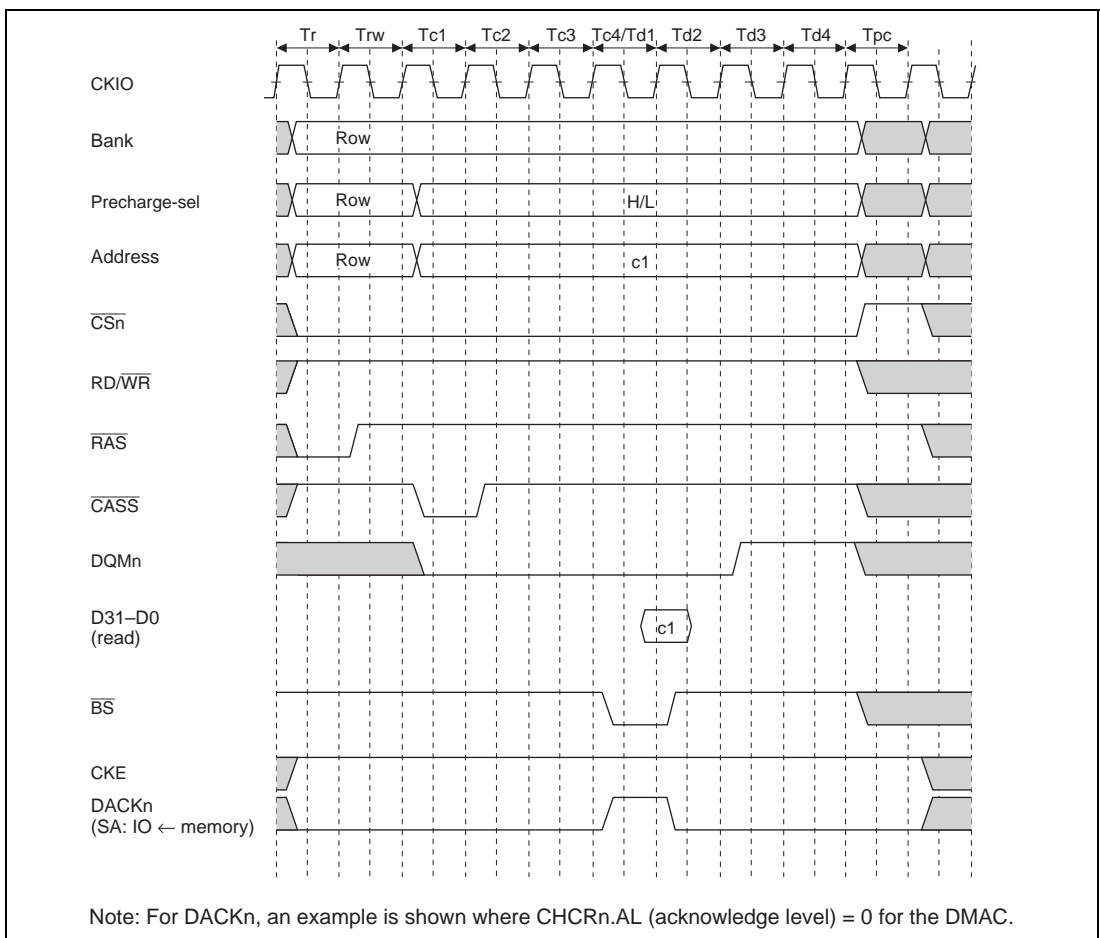 Tr Trw Tc1 Tc2 Tc3 Tc4/Td1 Td2 Td3 Td4 Tpc
CKIO
Bank Row
Precharge-sel Row H/L
Address Row c1
CSn
RD/WR
RAS
CASS
DQMn
D31–D0
(read) c1
BS
CKE
DACKn
(SA: IO ← memory)
Note: For DACKn, an example is shown where CHCRn.AL (acknowledge level) = 0 for the DMAC.